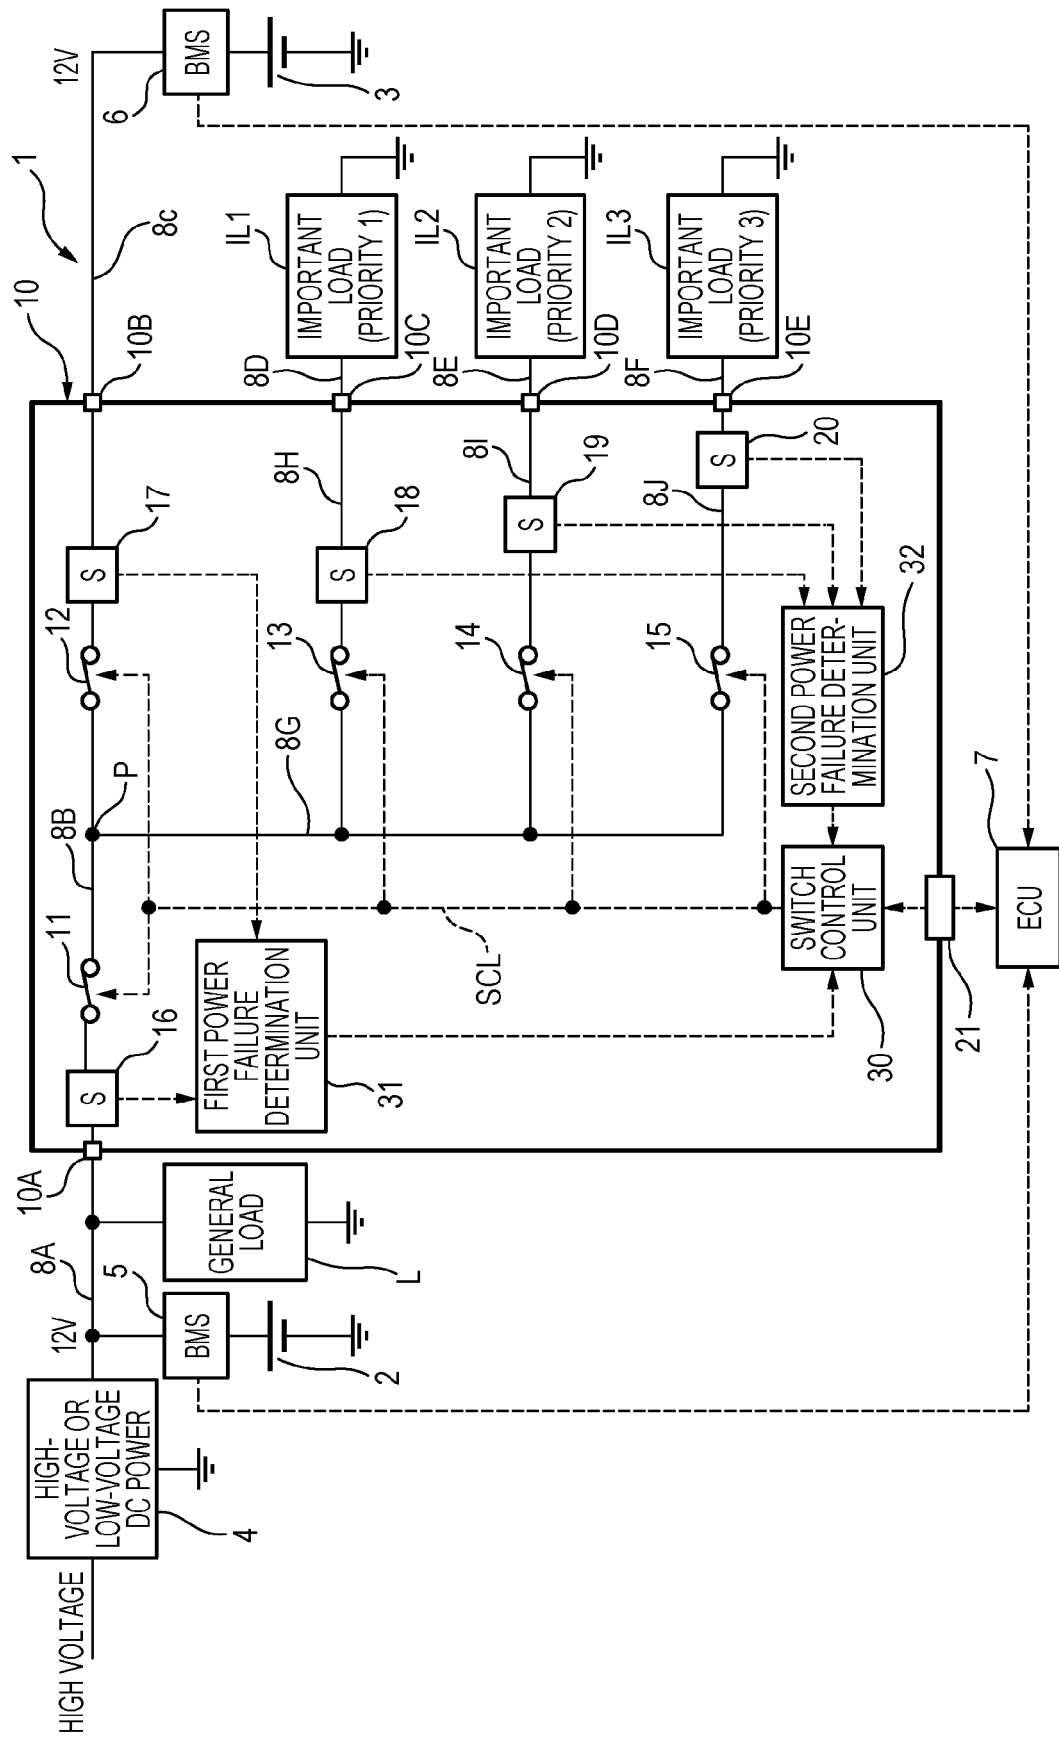 HIGH VOLTAGE
HIGH-
VOLTAGE OR
LOW-VOLTAGE
DC POWER
4
12V
8A
5
BMS
2
GENERAL
LOAD
L
10A
S
16
11
8B
P
12
S
17
10B
10
8c
1
12V
6
BMS
3
FIRST POWER
FAILURE
DETERMINATION
UNIT
31
SCL
8G
13
S
18
8H
10C
8D
IL1
IMPORTANT
LOAD
(PRIORITY 1)
14
S
19
8I
10D
8E
IL2
IMPORTANT
LOAD
(PRIORITY 2)
15
8J
S
20
10E
8F
IL3
IMPORTANT
LOAD
(PRIORITY 3)
SWITCH
CONTROL
UNIT
30
SECOND POWER
FAILURE DETER-
MINATION UNIT
32
21
ECU
7